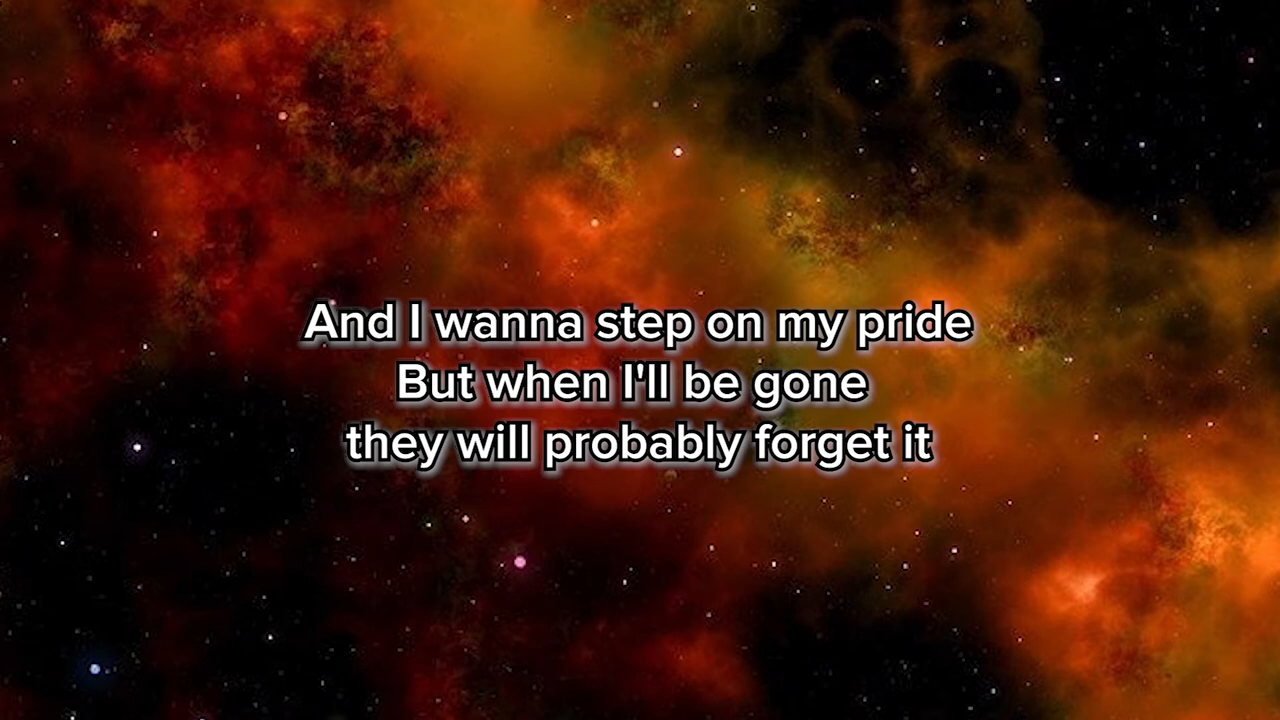 And I wanna step on my pride
But when I'll be gone
they will probably forget it